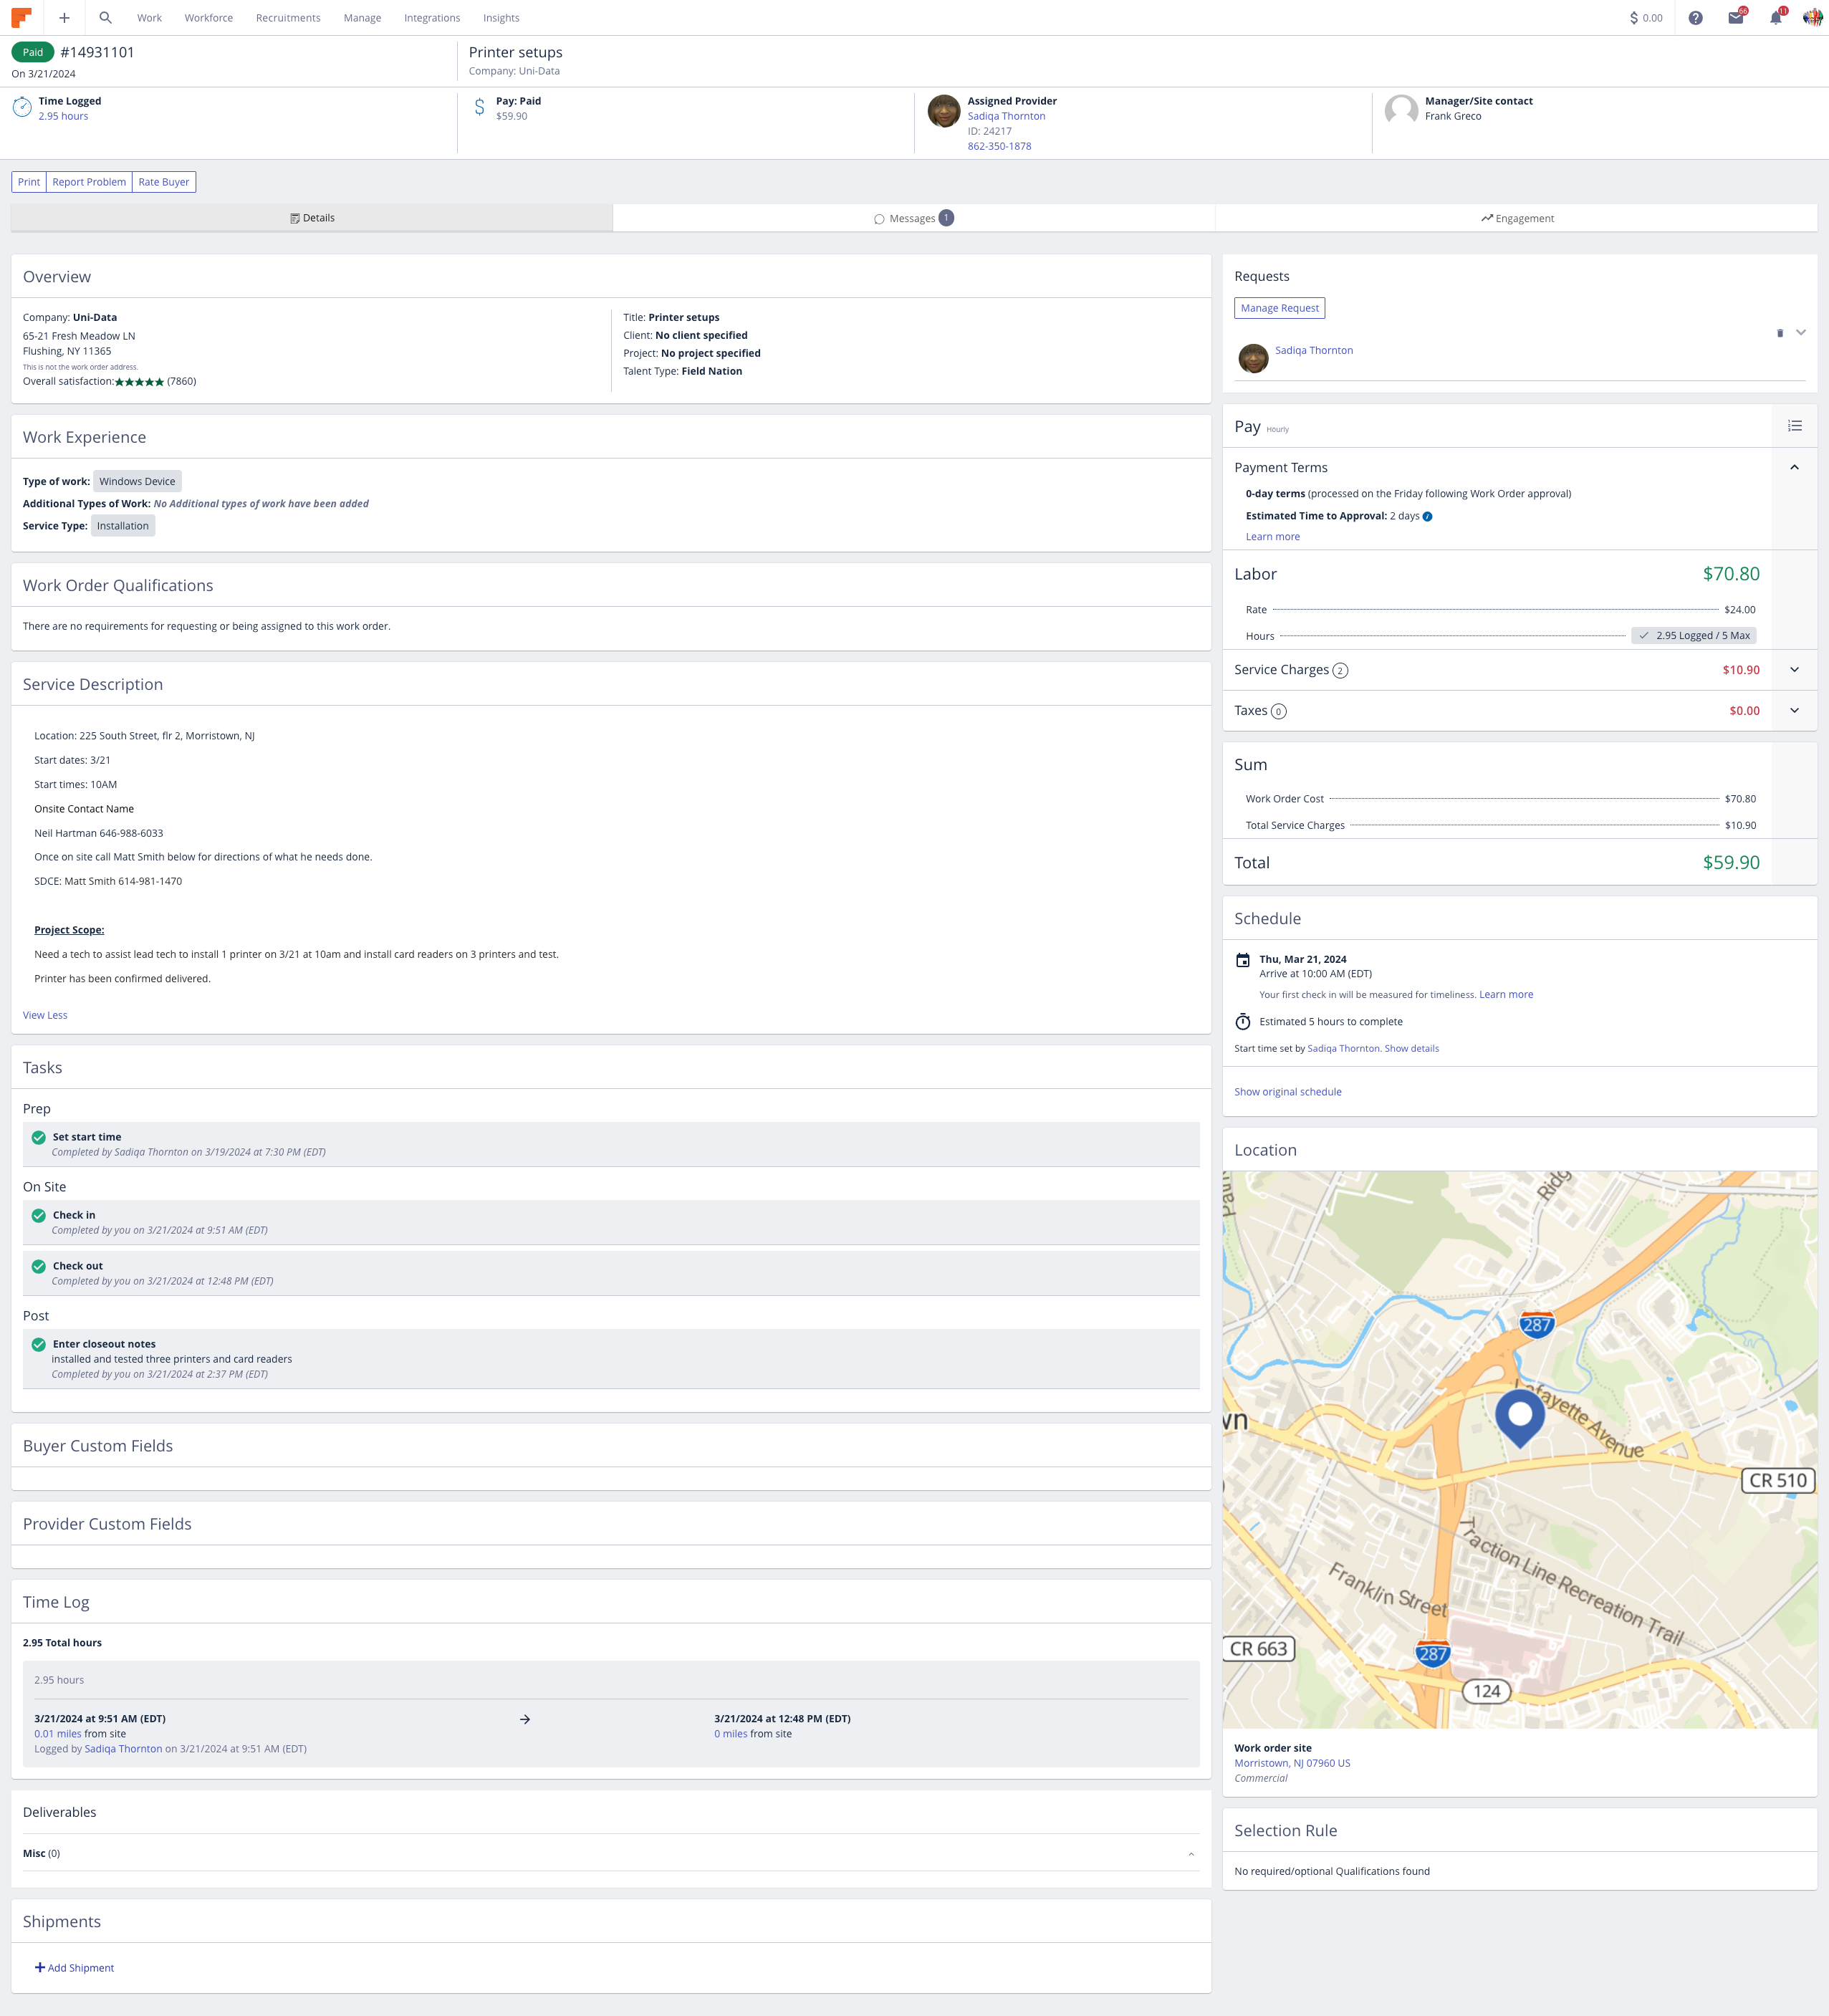 Work Workforce Recruitments Manage Integrations Insights $ 0.00 66 11
Paid #14931101
On 3/21/2024
Printer setups
Company: Uni-Data
Time Logged
2.95 hours
Pay: Paid
$59.90
Assigned Provider
Sadiqa Thornton
ID: 24217
862-350-1878
Manager/Site contact
Frank Greco
Print Report Problem Rate Buyer
Details Messages 1 Engagement
Overview
Company: Uni-Data
65-21 Fresh Meadow LN
Flushing, NY 11365
This is not the work order address.
Overall satisfaction:★★★★★ (7860)
Title: Printer setups
Client: No client specified
Project: No project specified
Talent Type: Field Nation
Work Experience
Type of work: Windows Device
Additional Types of Work: No Additional types of work have been added
Service Type: Installation
Work Order Qualifications
There are no requirements for requesting or being assigned to this work order.
Service Description
Location: 225 South Street, flr 2, Morristown, NJ
Start dates: 3/21
Start times: 10AM
Onsite Contact Name
Neil Hartman 646-988-6033
Once on site call Matt Smith below for directions of what he needs done.
SDCE: Matt Smith 614-981-1470
Project Scope:
Need a tech to assist lead tech to install 1 printer on 3/21 at 10am and install card readers on 3 printers and test.
Printer has been confirmed delivered.
View Less
Tasks
Prep
Set start time
Completed by Sadiqa Thornton on 3/19/2024 at 7:30 PM (EDT)
On Site
Check in
Completed by you on 3/21/2024 at 9:51 AM (EDT)
Check out
Completed by you on 3/21/2024 at 12:48 PM (EDT)
Post
Enter closeout notes
installed and tested three printers and card readers
Completed by you on 3/21/2024 at 2:37 PM (EDT)
Buyer Custom Fields
Provider Custom Fields
Time Log
2.95 Total hours
2.95 hours
3/21/2024 at 9:51 AM (EDT) → 3/21/2024 at 12:48 PM (EDT)
0.01 miles from site 0 miles from site
Logged by Sadiqa Thornton on 3/21/2024 at 9:51 AM (EDT)
Deliverables
Misc (0)
Shipments
+ Add Shipment
Requests
Manage Request
Sadiqa Thornton
Pay Hourly
Payment Terms
0-day terms (processed on the Friday following Work Order approval)
Estimated Time to Approval: 2 days
Learn more
Labor $70.80
Rate $24.00
Hours 2.95 Logged / 5 Max
Service Charges 2 $10.90
Taxes 0 $0.00
Sum
Work Order Cost $70.80
Total Service Charges $10.90
Total $59.90
Schedule
Thu, Mar 21, 2024
Arrive at 10:00 AM (EDT)
Your first check in will be measured for timeliness. Learn more
Estimated 5 hours to complete
Start time set by Sadiqa Thornton. Show details
Show original schedule
Location
Ridg
287
Lafayette Avenue
wn
CR 510
Traction Line Recreation Trail
Franklin Street
CR 663
287
124
Work order site
Morristown, NJ 07960 US
Commercial
Selection Rule
No required/optional Qualifications found